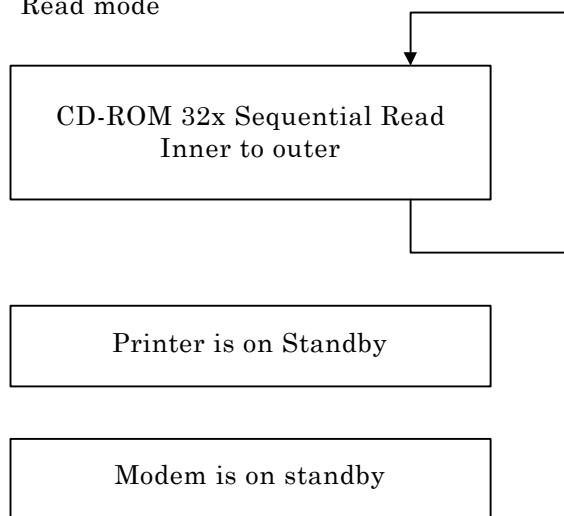 Read mode
CD-ROM 32x Sequential Read
Inner to outer
Printer is on Standby
Modem is on standby